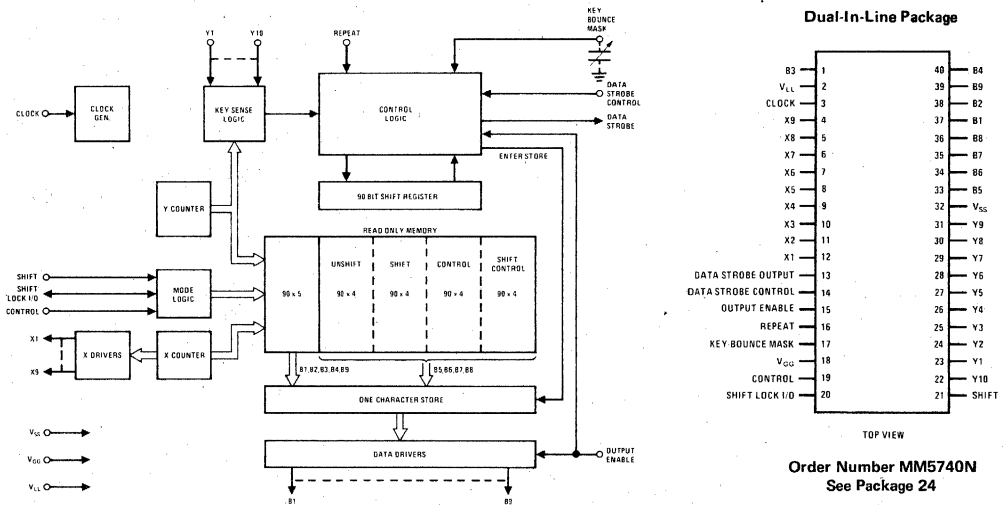 KEY
BOUNCE
MASK
Y1
Y10
REPEAT
CLOCK
CLOCK
GEN.
KEY SENSE
LOGIC
CONTROL
LOGIC
DATA
STROBE
CONTROL
DATA
STROBE
ENTER STORE
90 BIT SHIFT REGISTER
Y COUNTER
READ ONLY MEMORY
UNSHIFT
SHIFT
CONTROL
SHIFT
CONTROL
90 x 5
90 x 4
90 x 4
90 x 4
90 x 4
SHIFT
SHIFT
LOCK I/O
CONTROL
MODE
LOGIC
X1
X9
X DRIVERS
X COUNTER
B1,B2,B3,B4,B9
B5,B6,B7,B8
ONE CHARACTER STORE
DATA DRIVERS
OUTPUT
ENABLE
VSS
VGG
VLL
B1
B9
Dual-In-Line Package
B3 1 40 B4
VLL 2 39 B9
CLOCK 3 38 B2
X9 4 37 B1
X8 5 36 B8
X7 6 35 B7
X6 7 34 B6
X5 8 33 B5
X4 9 32 VSS
X3 10 31 Y9
X2 11 30 Y8
X1 12 29 Y7
DATA STROBE OUTPUT 13 28 Y6
DATA STROBE CONTROL 14 27 Y5
OUTPUT ENABLE 15 26 Y4
REPEAT 16 25 Y3
KEY-BOUNCE MASK 17 24 Y2
VGG 18 23 Y1
CONTROL 19 22 Y10
SHIFT LOCK I/O 20 21 SHIFT
TOP VIEW
Order Number MM5740N
See Package 24